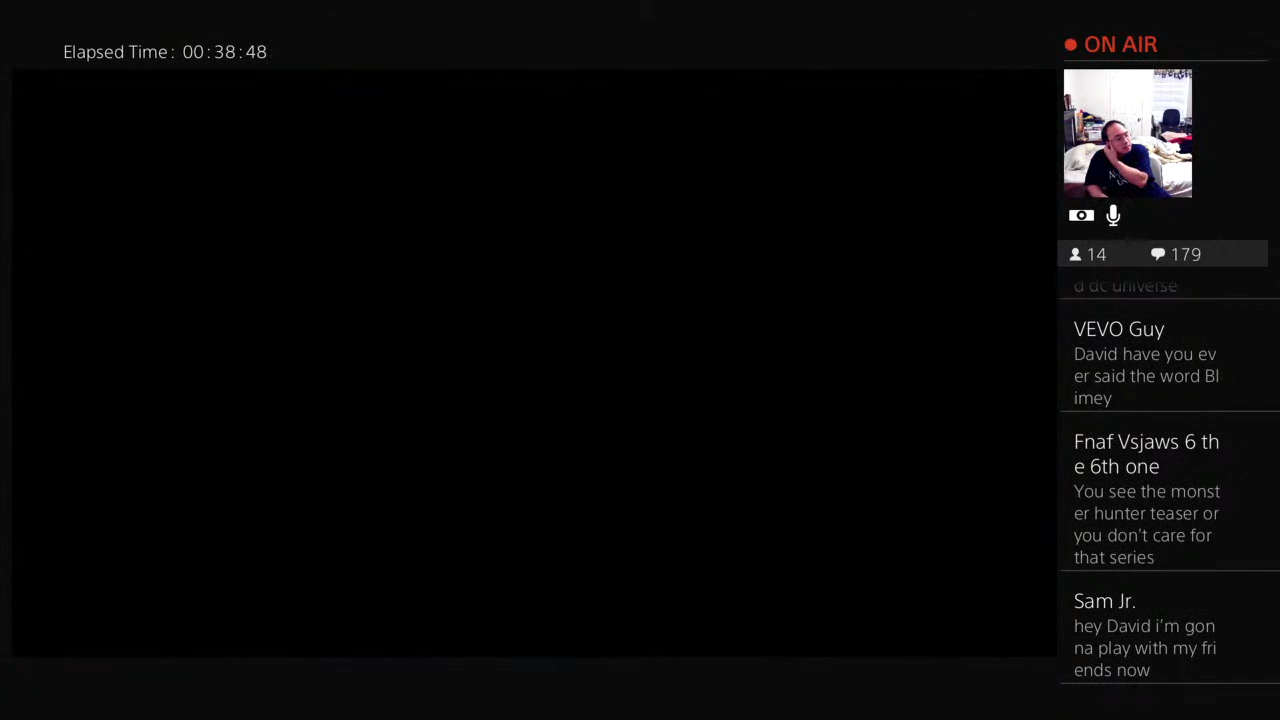 Elapsed Time: 00:38:48
ON AIR
14 179
d dc universe
VEVO Guy
David have you ev
er said the word Bl
imey
Fnaf Vsjaws 6 th
e 6th one
You see the monst
er hunter teaser or
you don't care for
that series
Sam Jr.
hey David i'm gon
na play with my fri
ends now